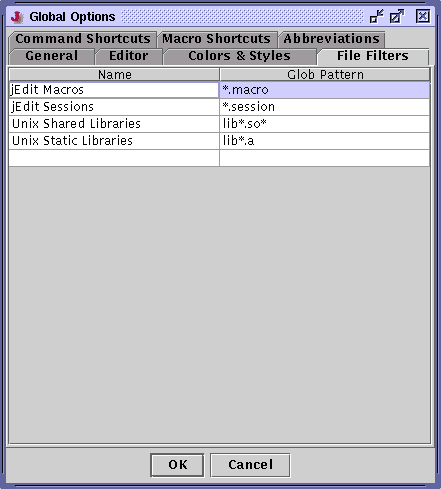 Global Options
Command Shortcuts Macro Shortcuts Abbreviations
General Editor Colors & Styles File Filters
Name Glob Pattern
jEdit Macros *.macro
jEdit Sessions *.session
Unix Shared Libraries lib*.so*
Unix Static Libraries lib*.a
OK Cancel